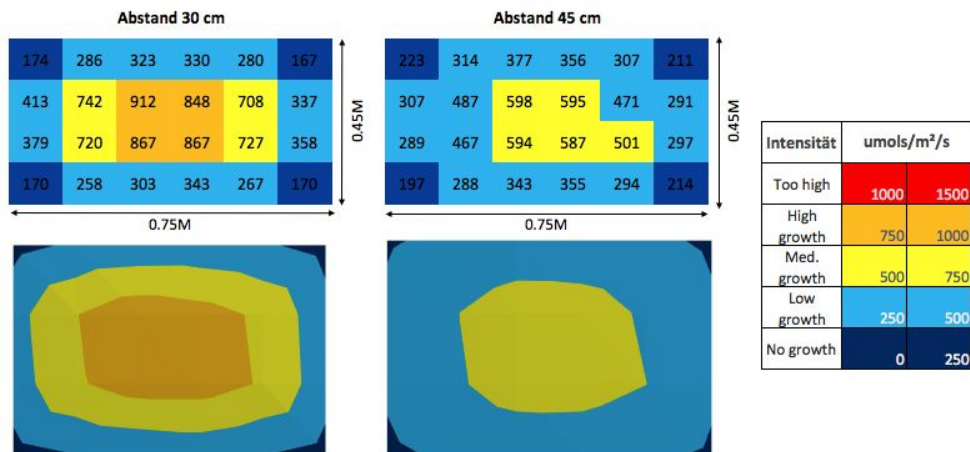 Abstand 30 cm
174 286 323 330 280 167
413 742 912 848 708 337
379 720 867 867 727 358
170 258 303 343 267 170
0.45M
0.75M
Abstand 45 cm
223 314 377 356 307 211
307 487 598 595 471 291
289 467 594 587 501 297
197 288 343 355 294 214
0.45M
0.75M
Intensität umols/m²/s
Too high 1000 1500
High
growth 750 1000
Med.
growth 500 750
Low
growth 250 500
No growth 0 250